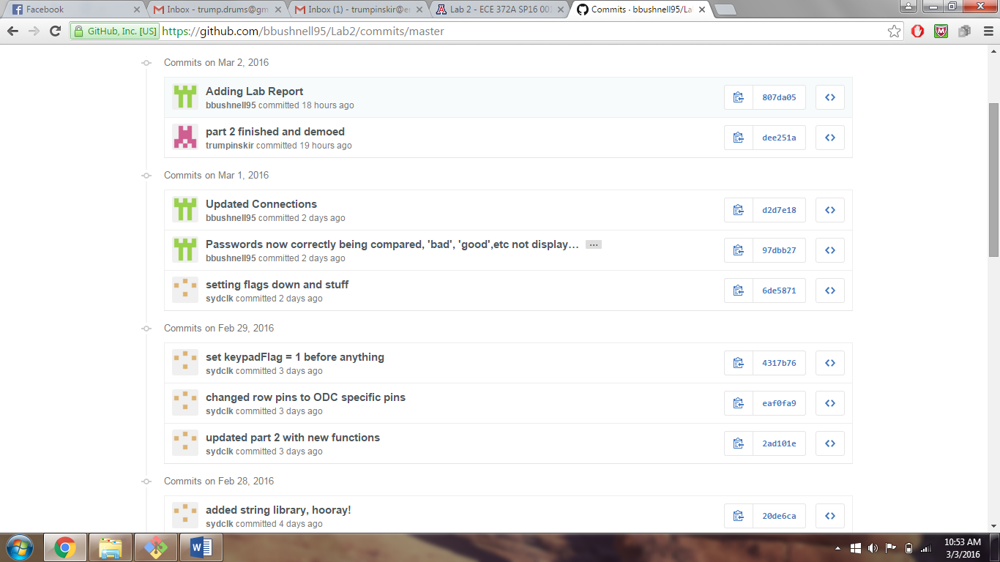 Facebook
Inbox - trump.drums@gm
Inbox (1) - trumpinskir@e
Lab 2 - ECE 372A SP16 00
Commits · bbushnell95/La
GitHub, Inc. [US] https://github.com/bbushnell95/Lab2/commits/master
Commits on Mar 2, 2016
Adding Lab Report
bbushnell95 committed 18 hours ago
807da05
part 2 finished and demoed
trumpinskir committed 19 hours ago
dee251a
Commits on Mar 1, 2016
Updated Connections
bbushnell95 committed 2 days ago
d2d7e18
Passwords now correctly being compared, 'bad', 'good',etc not display… …
bbushnell95 committed 2 days ago
97dbb27
setting flags down and stuff
sydclk committed 2 days ago
6de5871
Commits on Feb 29, 2016
set keypadFlag = 1 before anything
sydclk committed 3 days ago
4317b76
changed row pins to ODC specific pins
sydclk committed 3 days ago
eaf0fa9
updated part 2 with new functions
sydclk committed 3 days ago
2ad101e
Commits on Feb 28, 2016
added string library, hooray!
sydclk committed 4 days ago
20de6ca
10:53 AM
3/3/2016